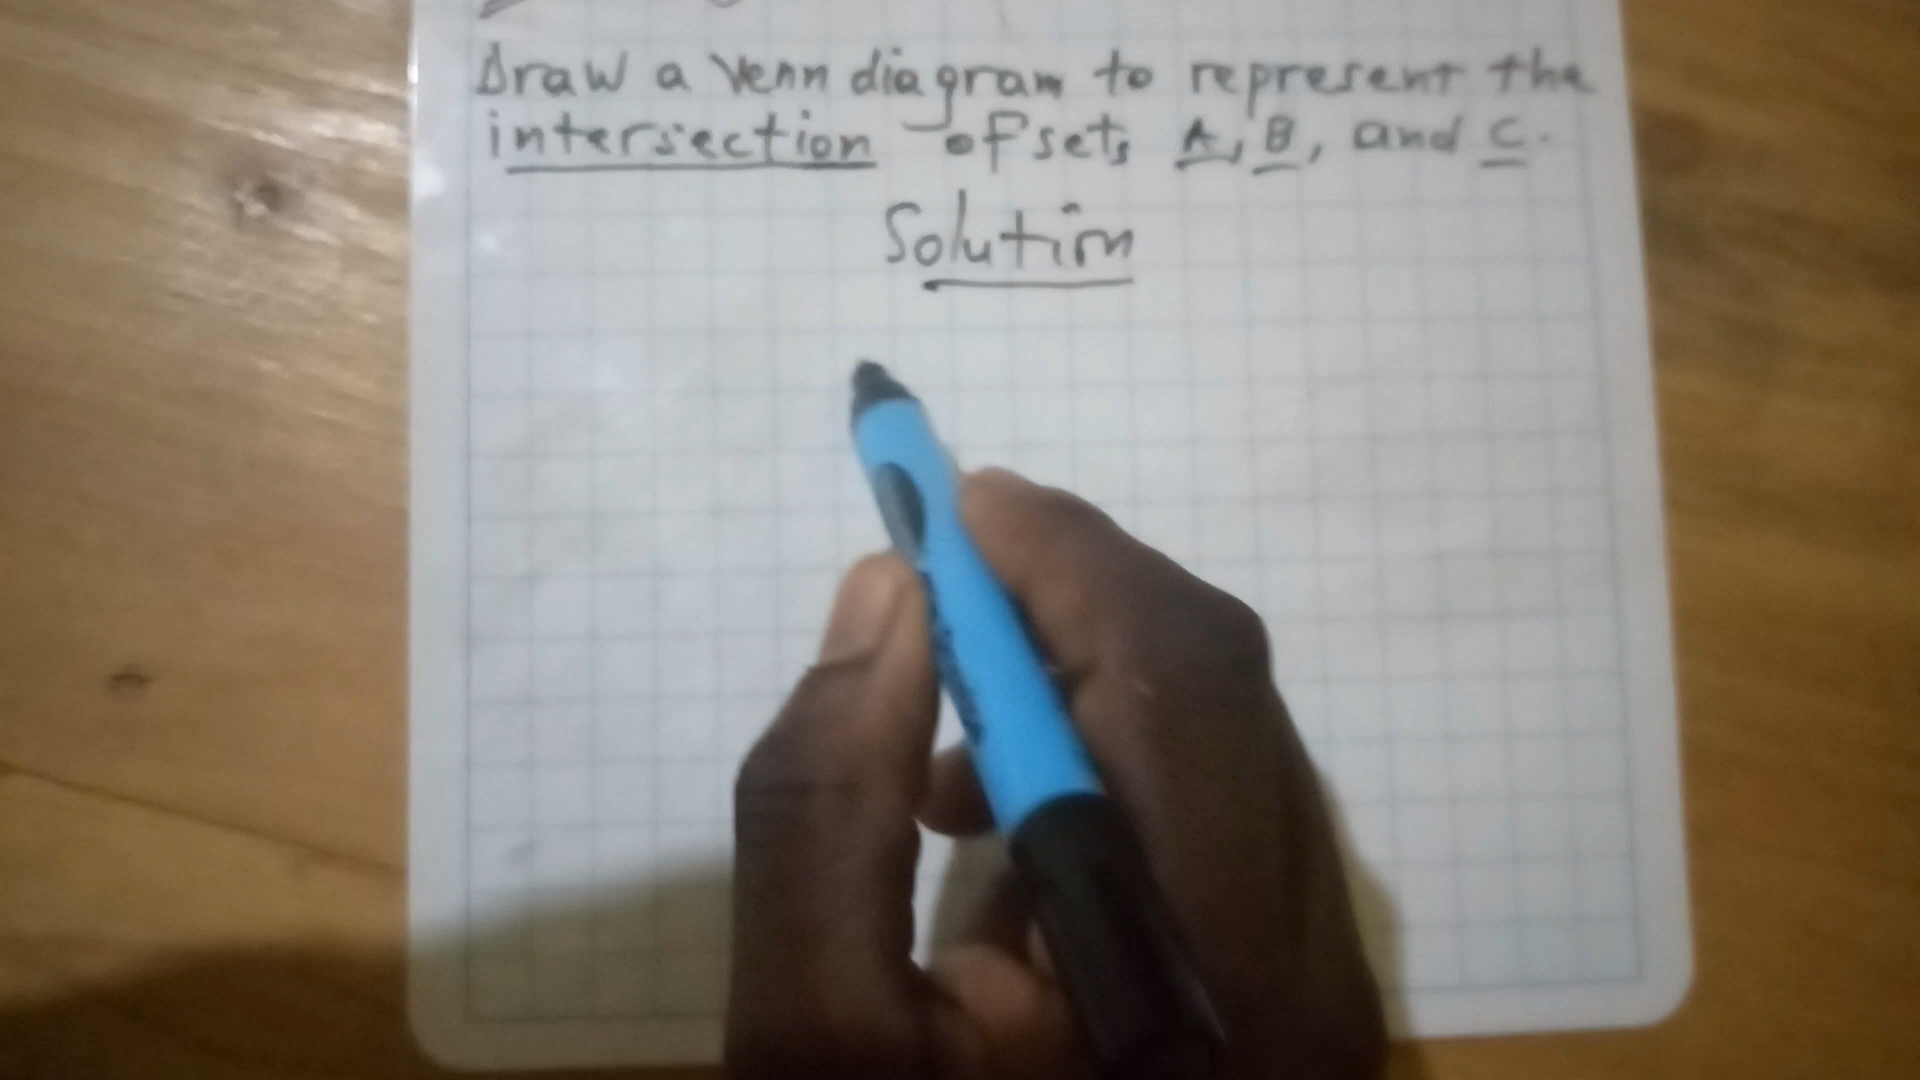 Draw a Venn diagram to represent the
intersection of sets A, B, and C.
Solution